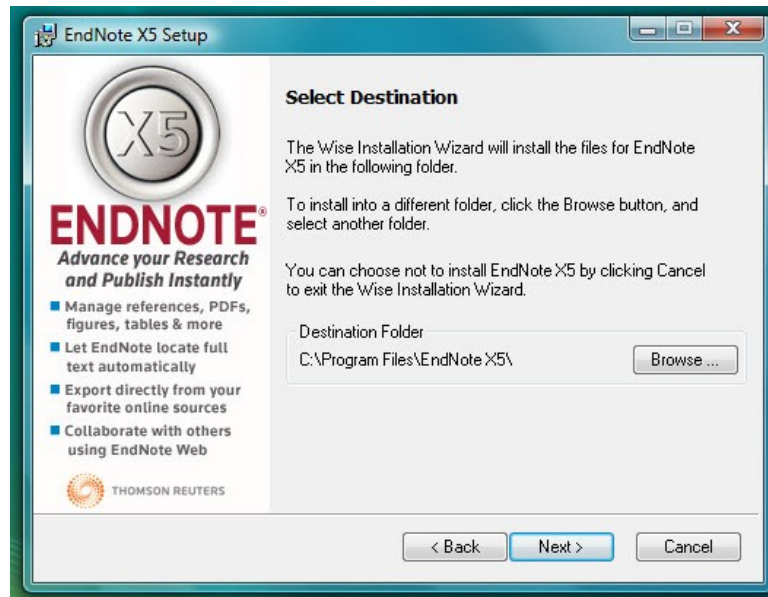 EndNote X5 Setup
X5
ENDNOTE®
Advance your Research
and Publish Instantly
Manage references, PDFs,
figures, tables & more
Let EndNote locate full
text automatically
Export directly from your
favorite online sources
Collaborate with others
using EndNote Web
THOMSON REUTERS
Select Destination
The Wise Installation Wizard will install the files for EndNote
X5 in the following folder.
To install into a different folder, click the Browse button, and
select another folder.
You can choose not to install EndNote X5 by clicking Cancel
to exit the Wise Installation Wizard.
Destination Folder
C:\Program Files\EndNote X5\
Browse ...
< Back
Next >
Cancel